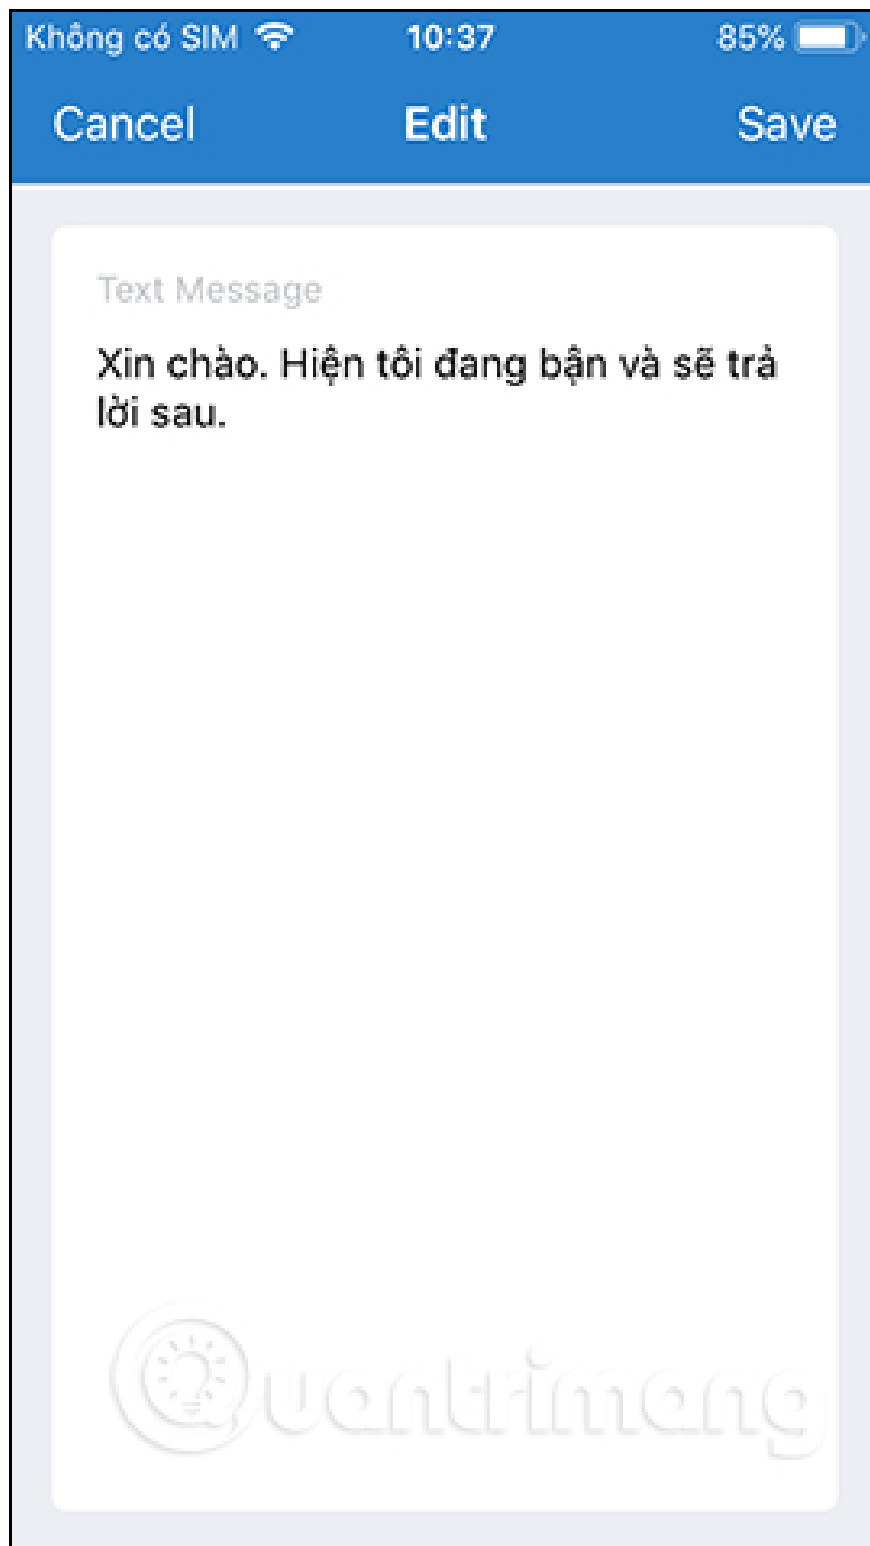 Không có SIM 10:37 85%
Cancel Edit Save
Text Message
Xin chào. Hiện tôi đang bận và sẽ trả
lời sau.
Quantrimang